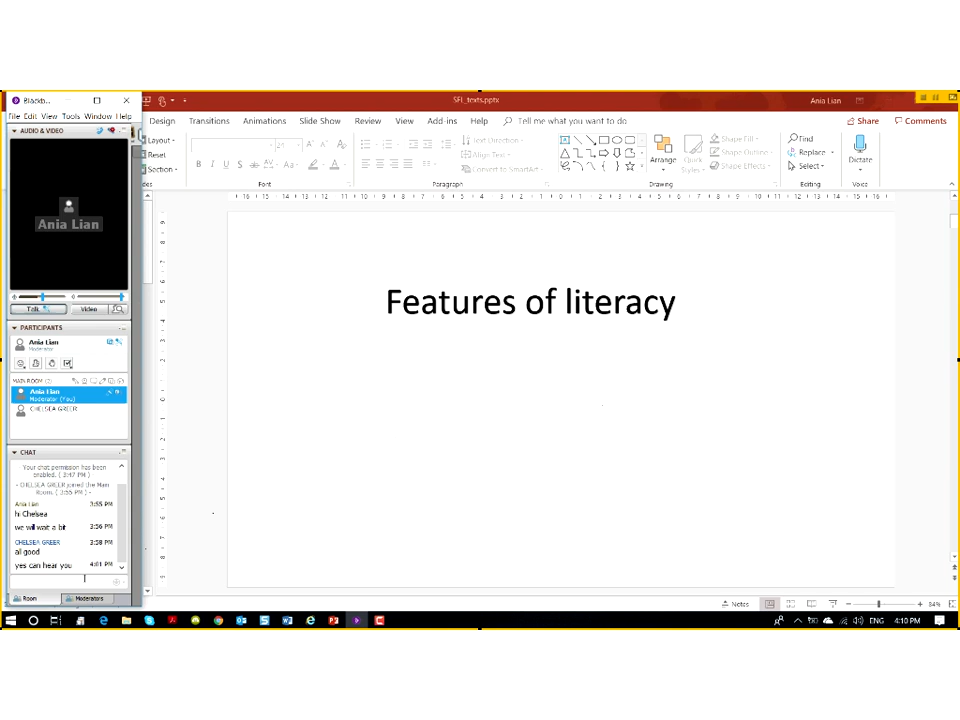 Blackb...
SFL_texts.pptx
Ania Lian
File Edit View Tools Window Help
Design Transitions Animations Slide Show Review View Add-ins Help Tell me what you want to do
Share Comments
AUDIO & VIDEO
Layout
Reset
Section
24
B I U S abc AV Aa A
Text Direction
Align Text
Convert to SmartArt
Arrange
Quick
Styles
Shape Fill
Shape Outline
Shape Effects
Find
Replace
Select
Dictate
Font Paragraph Drawing Editing Voice
Ania Lian
Talk Video
PARTICIPANTS
Ania Lian
Moderator
MAIN ROOM (2)
Ania Lian
Moderator (You)
CHELSEA GREER
CHAT
Your chat permission has been
enabled. ( 3:47 PM )
- CHELSEA GREER joined the Main
Room. ( 3:55 PM ) -
Ania Lian 3:55 PM
hi Chelsea
we will wait a bit 3:56 PM
CHELSEA GREER 3:58 PM
all good
yes can hear you 4:01 PM
Room Moderators
Features of literacy
Notes
84%
ENG 4:10 PM